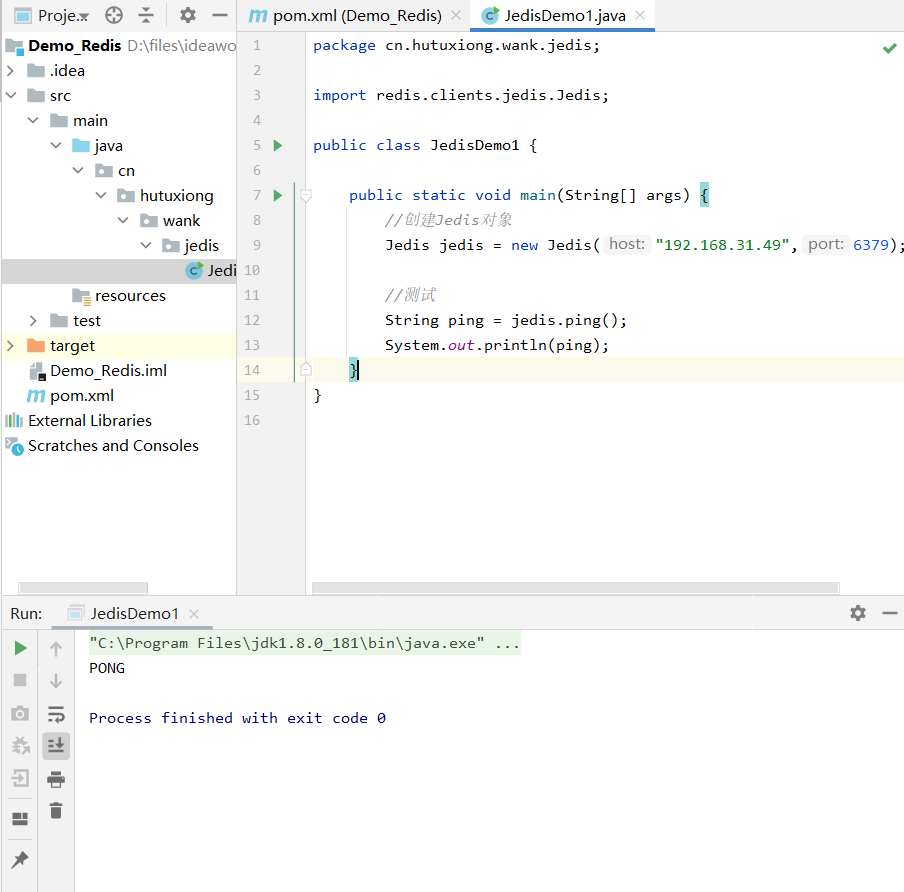 Proje...
pom.xml (Demo_Redis)
JedisDemo1.java
Demo_Redis D:\files\ideawo
.idea
src
main
java
cn
hutuxiong
wank
jedis
Jedi
resources
test
target
Demo_Redis.iml
pom.xml
External Libraries
Scratches and Consoles
1 package cn.hutuxiong.wank.jedis;
2
3 import redis.clients.jedis.Jedis;
4
5 public class JedisDemo1 {
6
7 public static void main(String[] args) {
8 //创建Jedis对象
9 Jedis jedis = new Jedis( host: "192.168.31.49", port: 6379);
10
11 //测试
12 String ping = jedis.ping();
13 System.out.println(ping);
14 }
15 }
16
Run: JedisDemo1
"C:\Program Files\jdk1.8.0_181\bin\java.exe" ...
PONG
Process finished with exit code 0